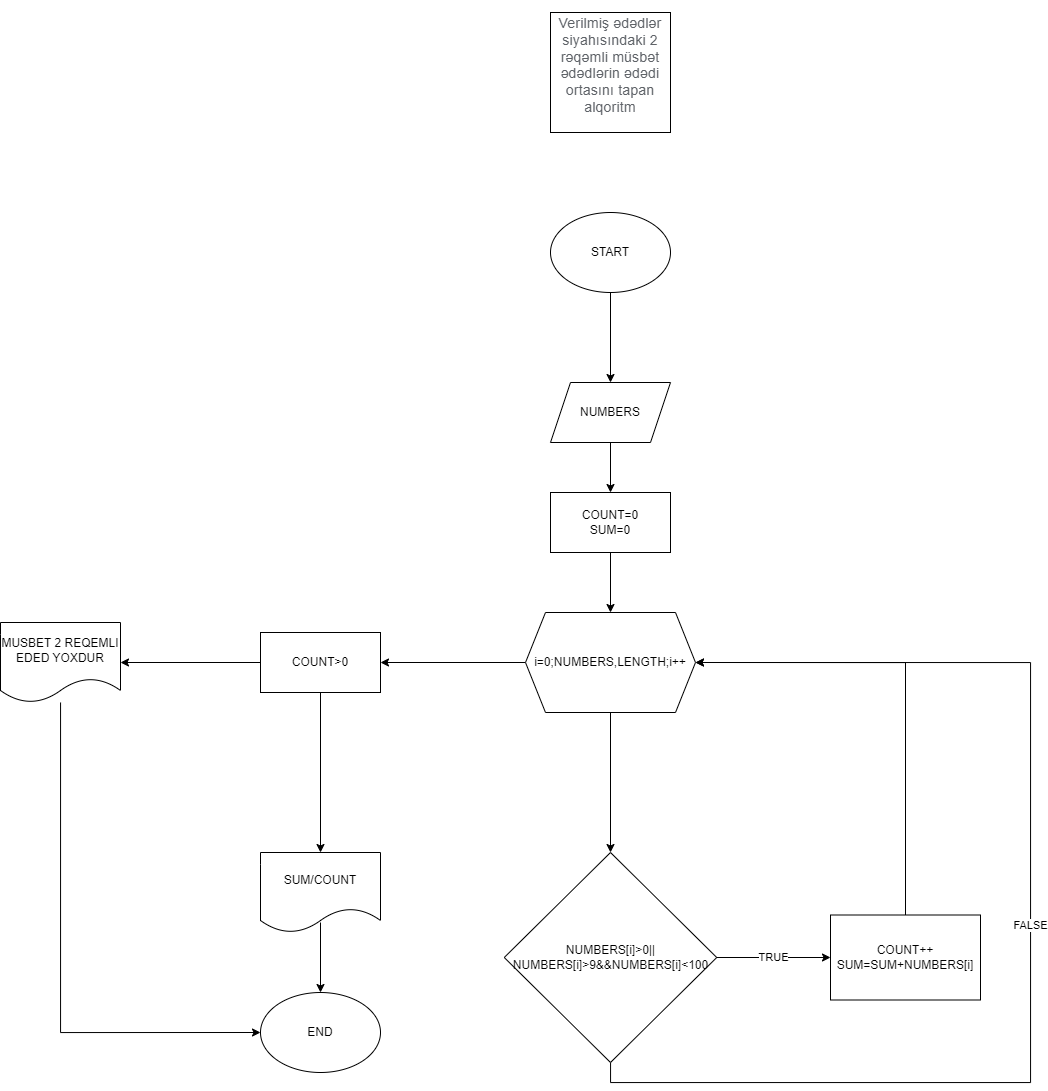 Verilmiş ədədlər
siyahısındaki 2
rəqəmli müsbət
ədədlərin ədədi
ortasını tapan
alqoritm
START
NUMBERS
COUNT=0
SUM=0
i=0;NUMBERS,LENGTH;i++
COUNT>0
MUSBET 2 REQEMLI
EDED YOXDUR
SUM/COUNT
END
NUMBERS[i]>0||
NUMBERS[i]>9&&NUMBERS[i]<100
TRUE
COUNT++
SUM=SUM+NUMBERS[i]
FALSE